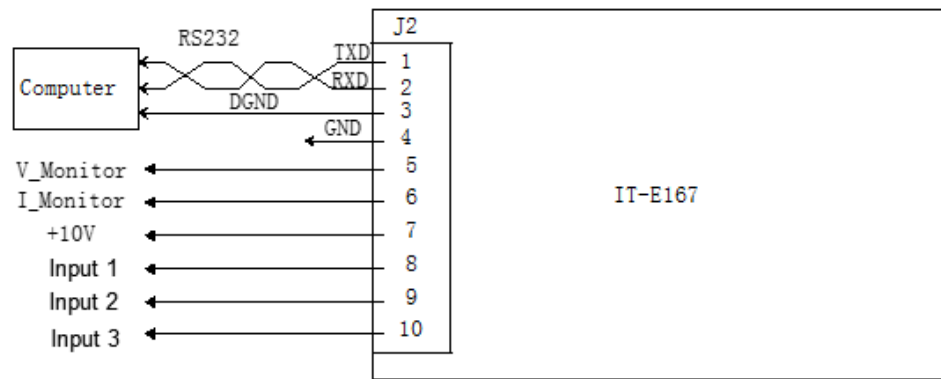 J2
RS232
TXD
1
Computer
RXD
2
DGND
3
GND
4
V_Monitor
5
I_Monitor
6
IT-E167
+10V
7
Input 1
8
Input 2
9
Input 3
10